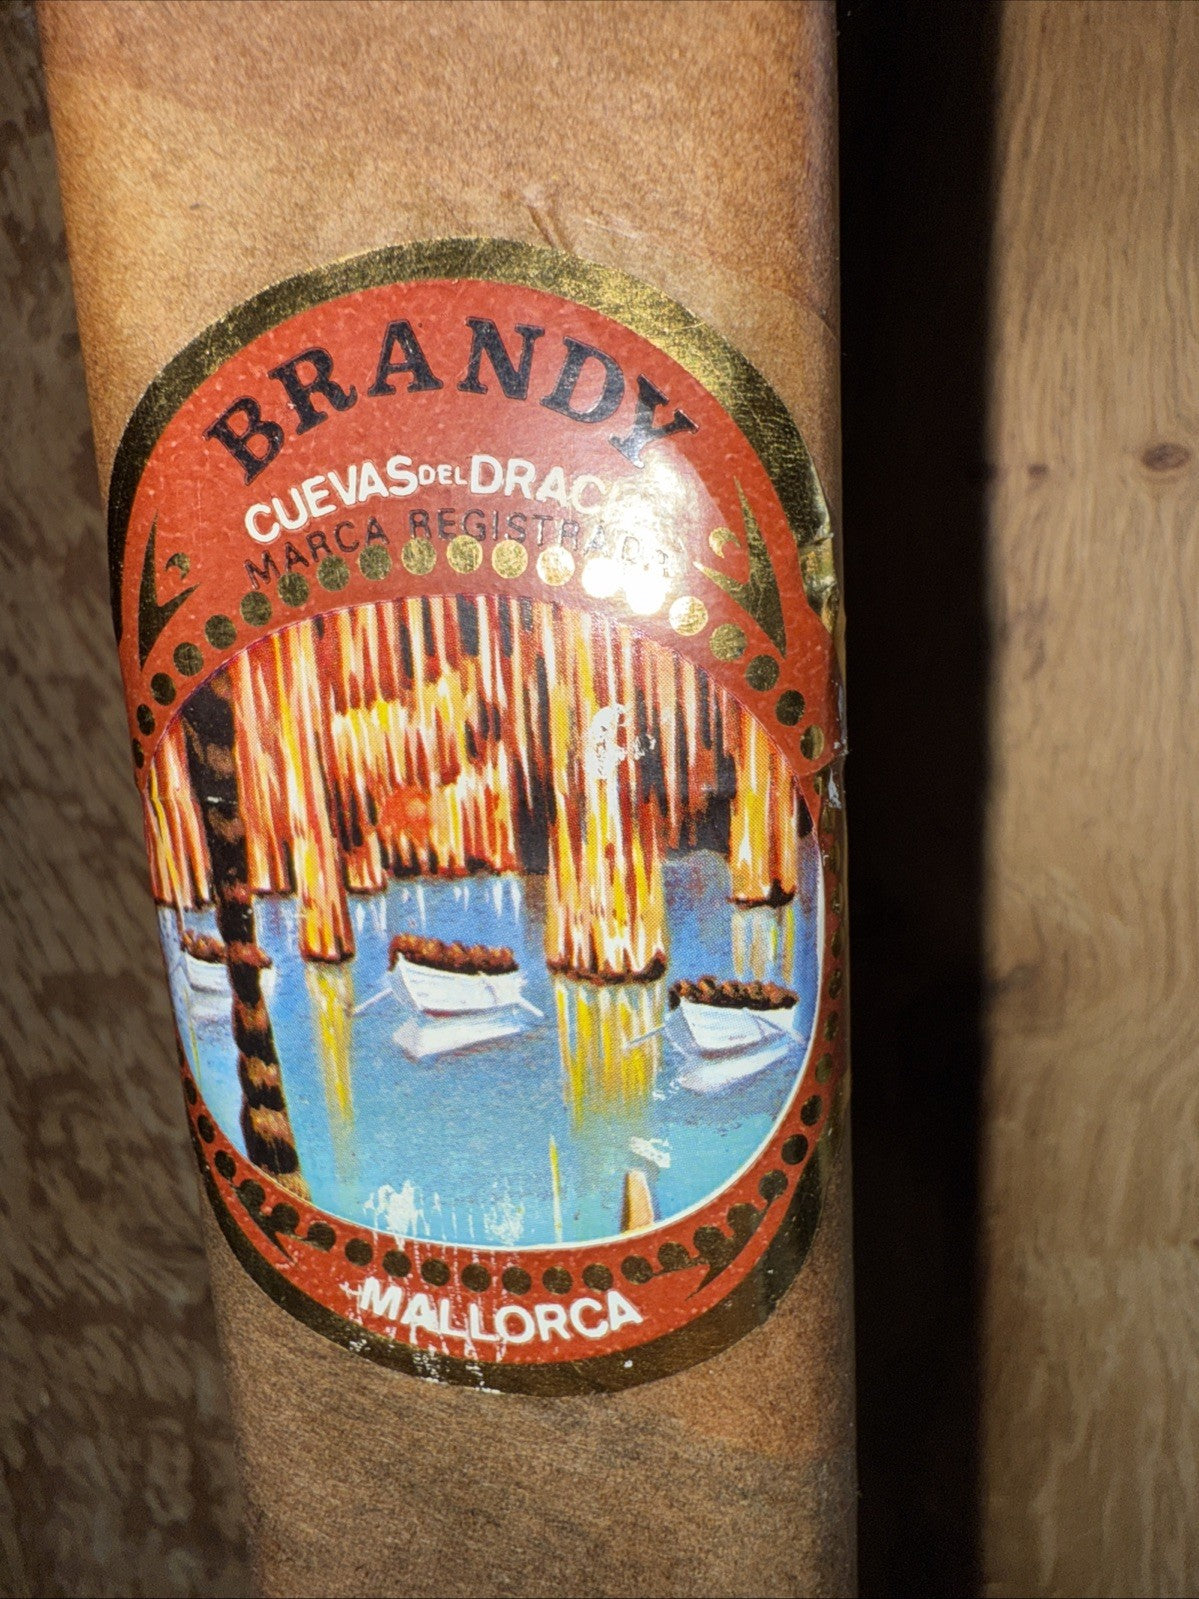 BRANDY
CUEVAS DEL DRACH
MARCA REGISTRADA
MALLORCA